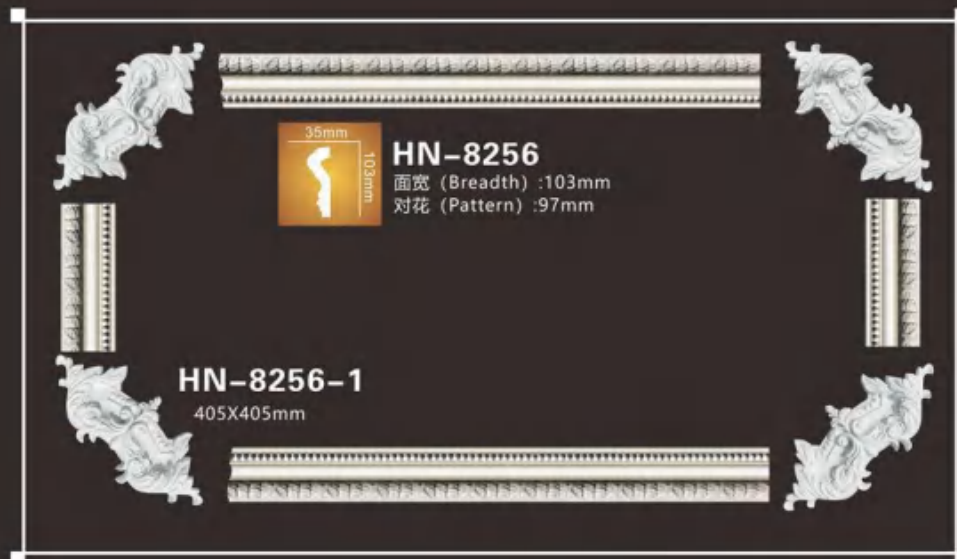 35mm
103mm
HN-8256
面宽 (Breadth) :103mm
对花 (Pattern) :97mm
HN-8256-1
405X405mm